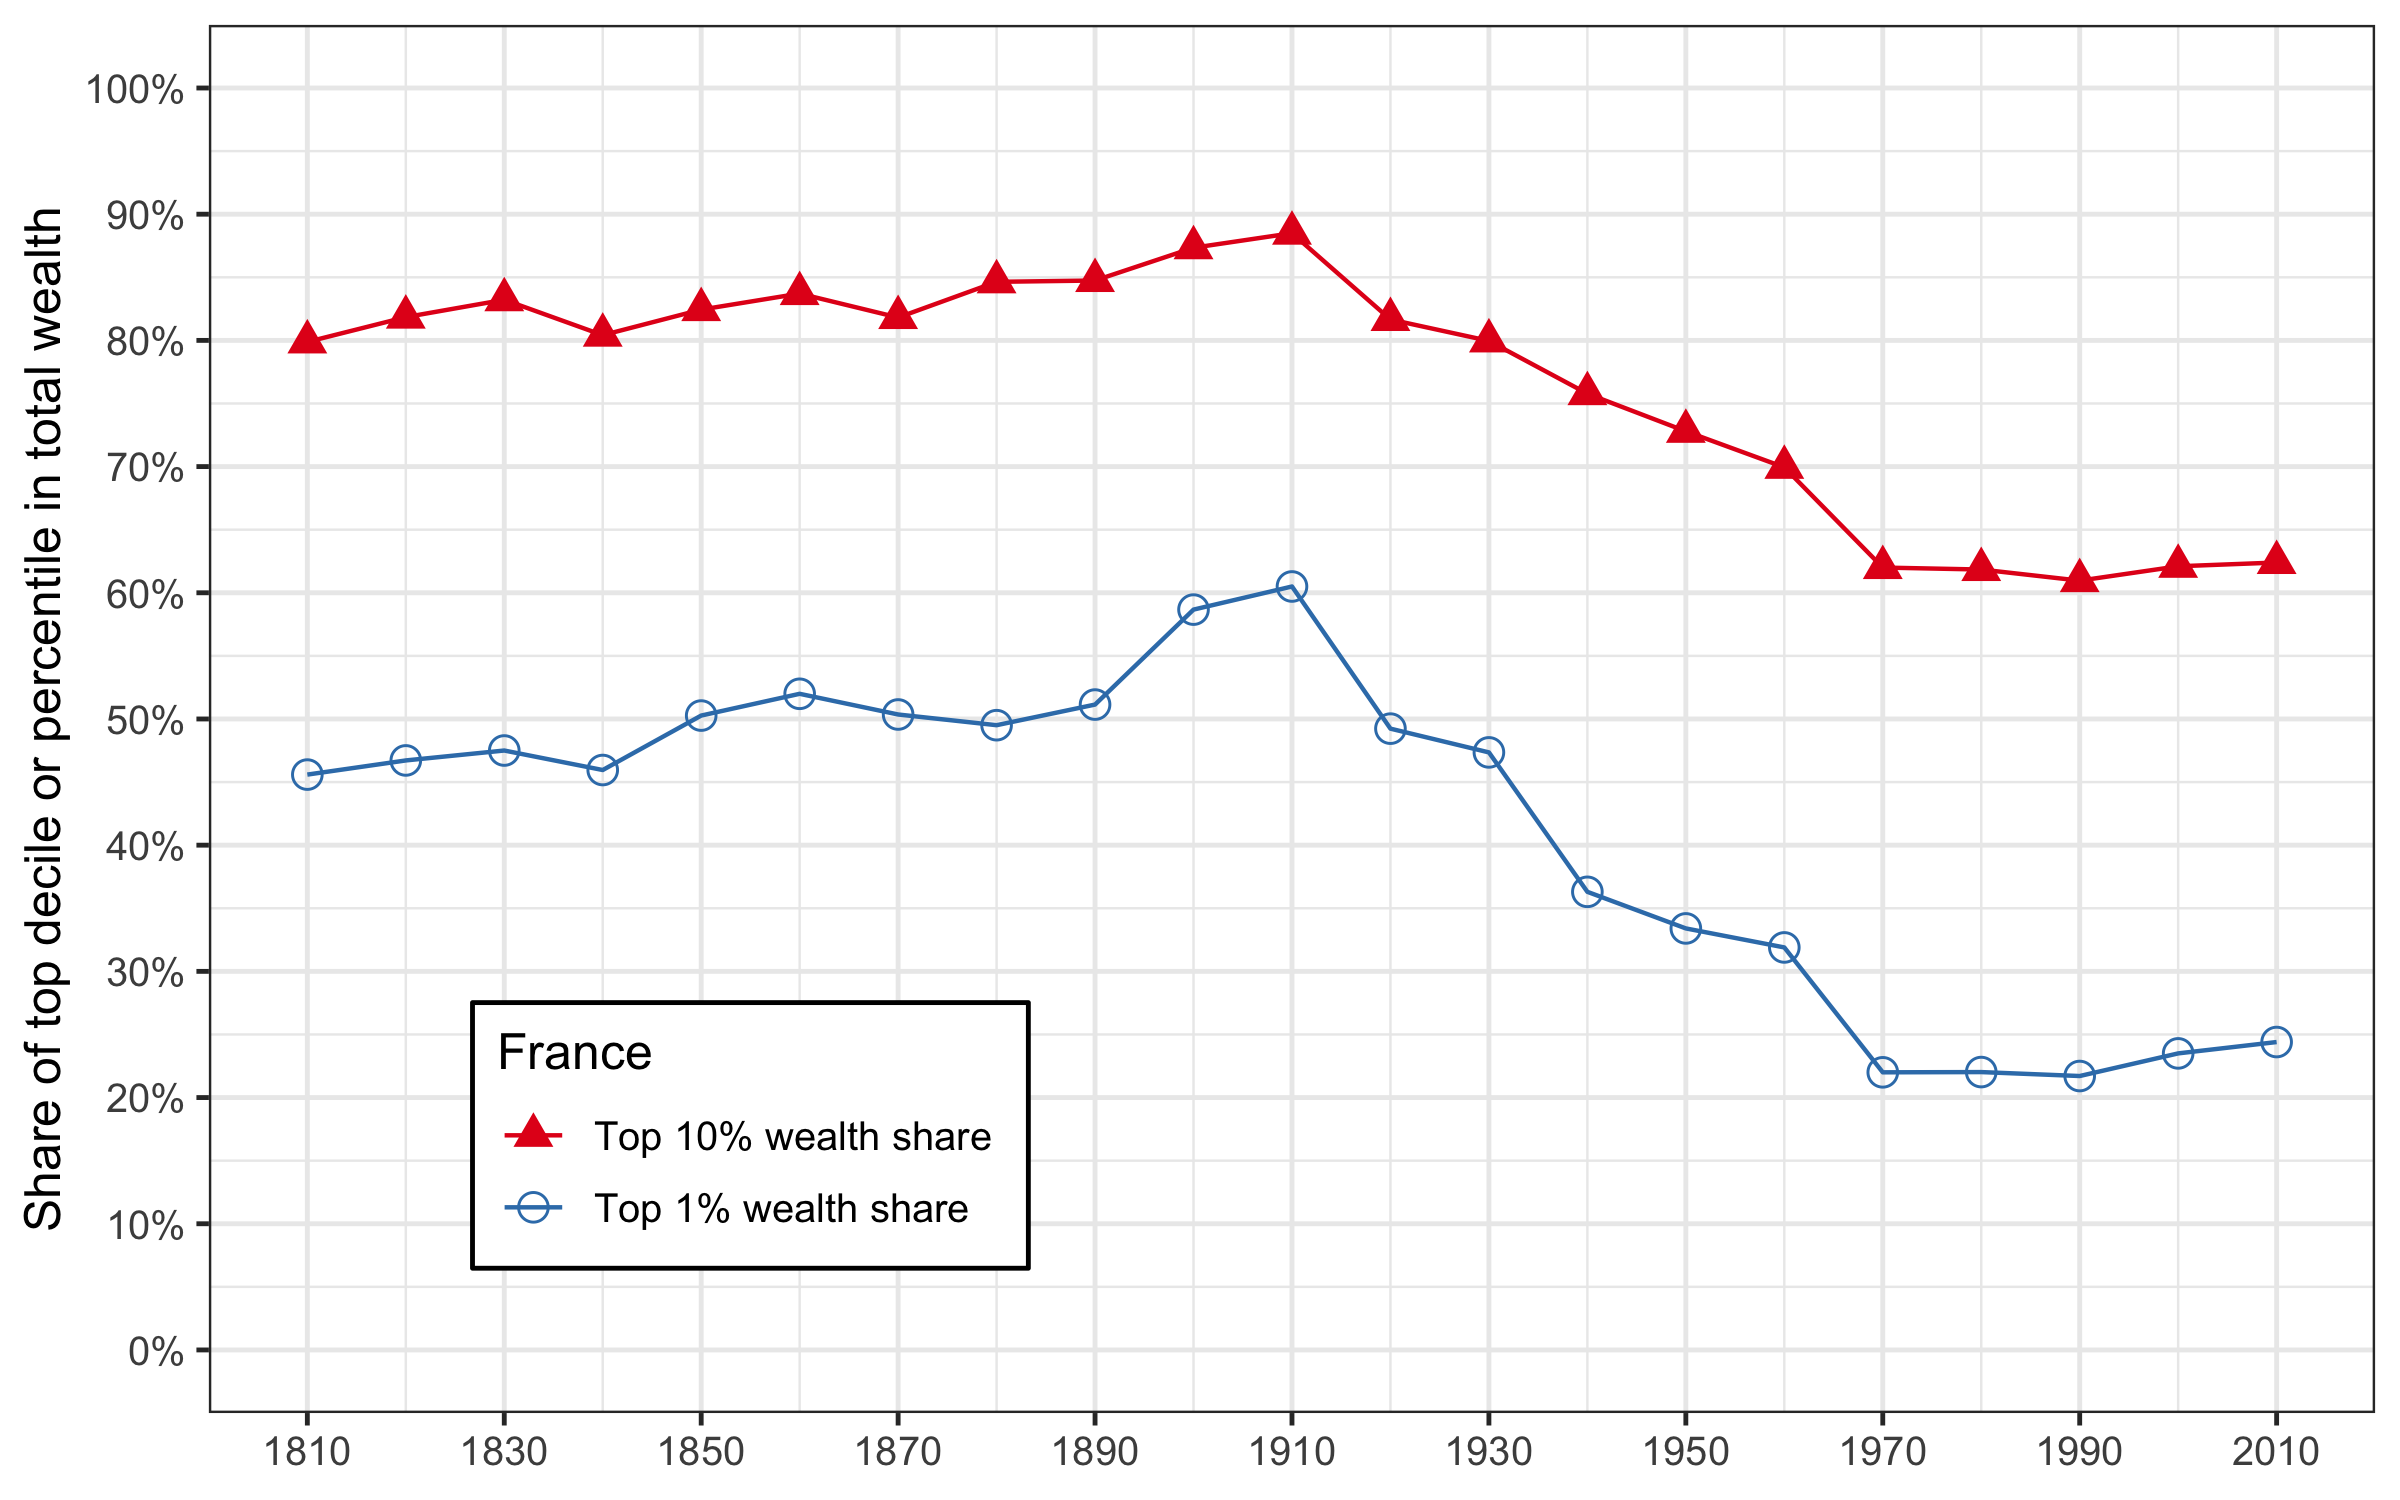 Share of top decile or percentile in total wealth
100%
90%
80%
70%
60%
50%
40%
30%
20%
10%
0%
France
Top 10% wealth share
Top 1% wealth share
1810 1830 1850 1870 1890 1910 1930 1950 1970 1990 2010